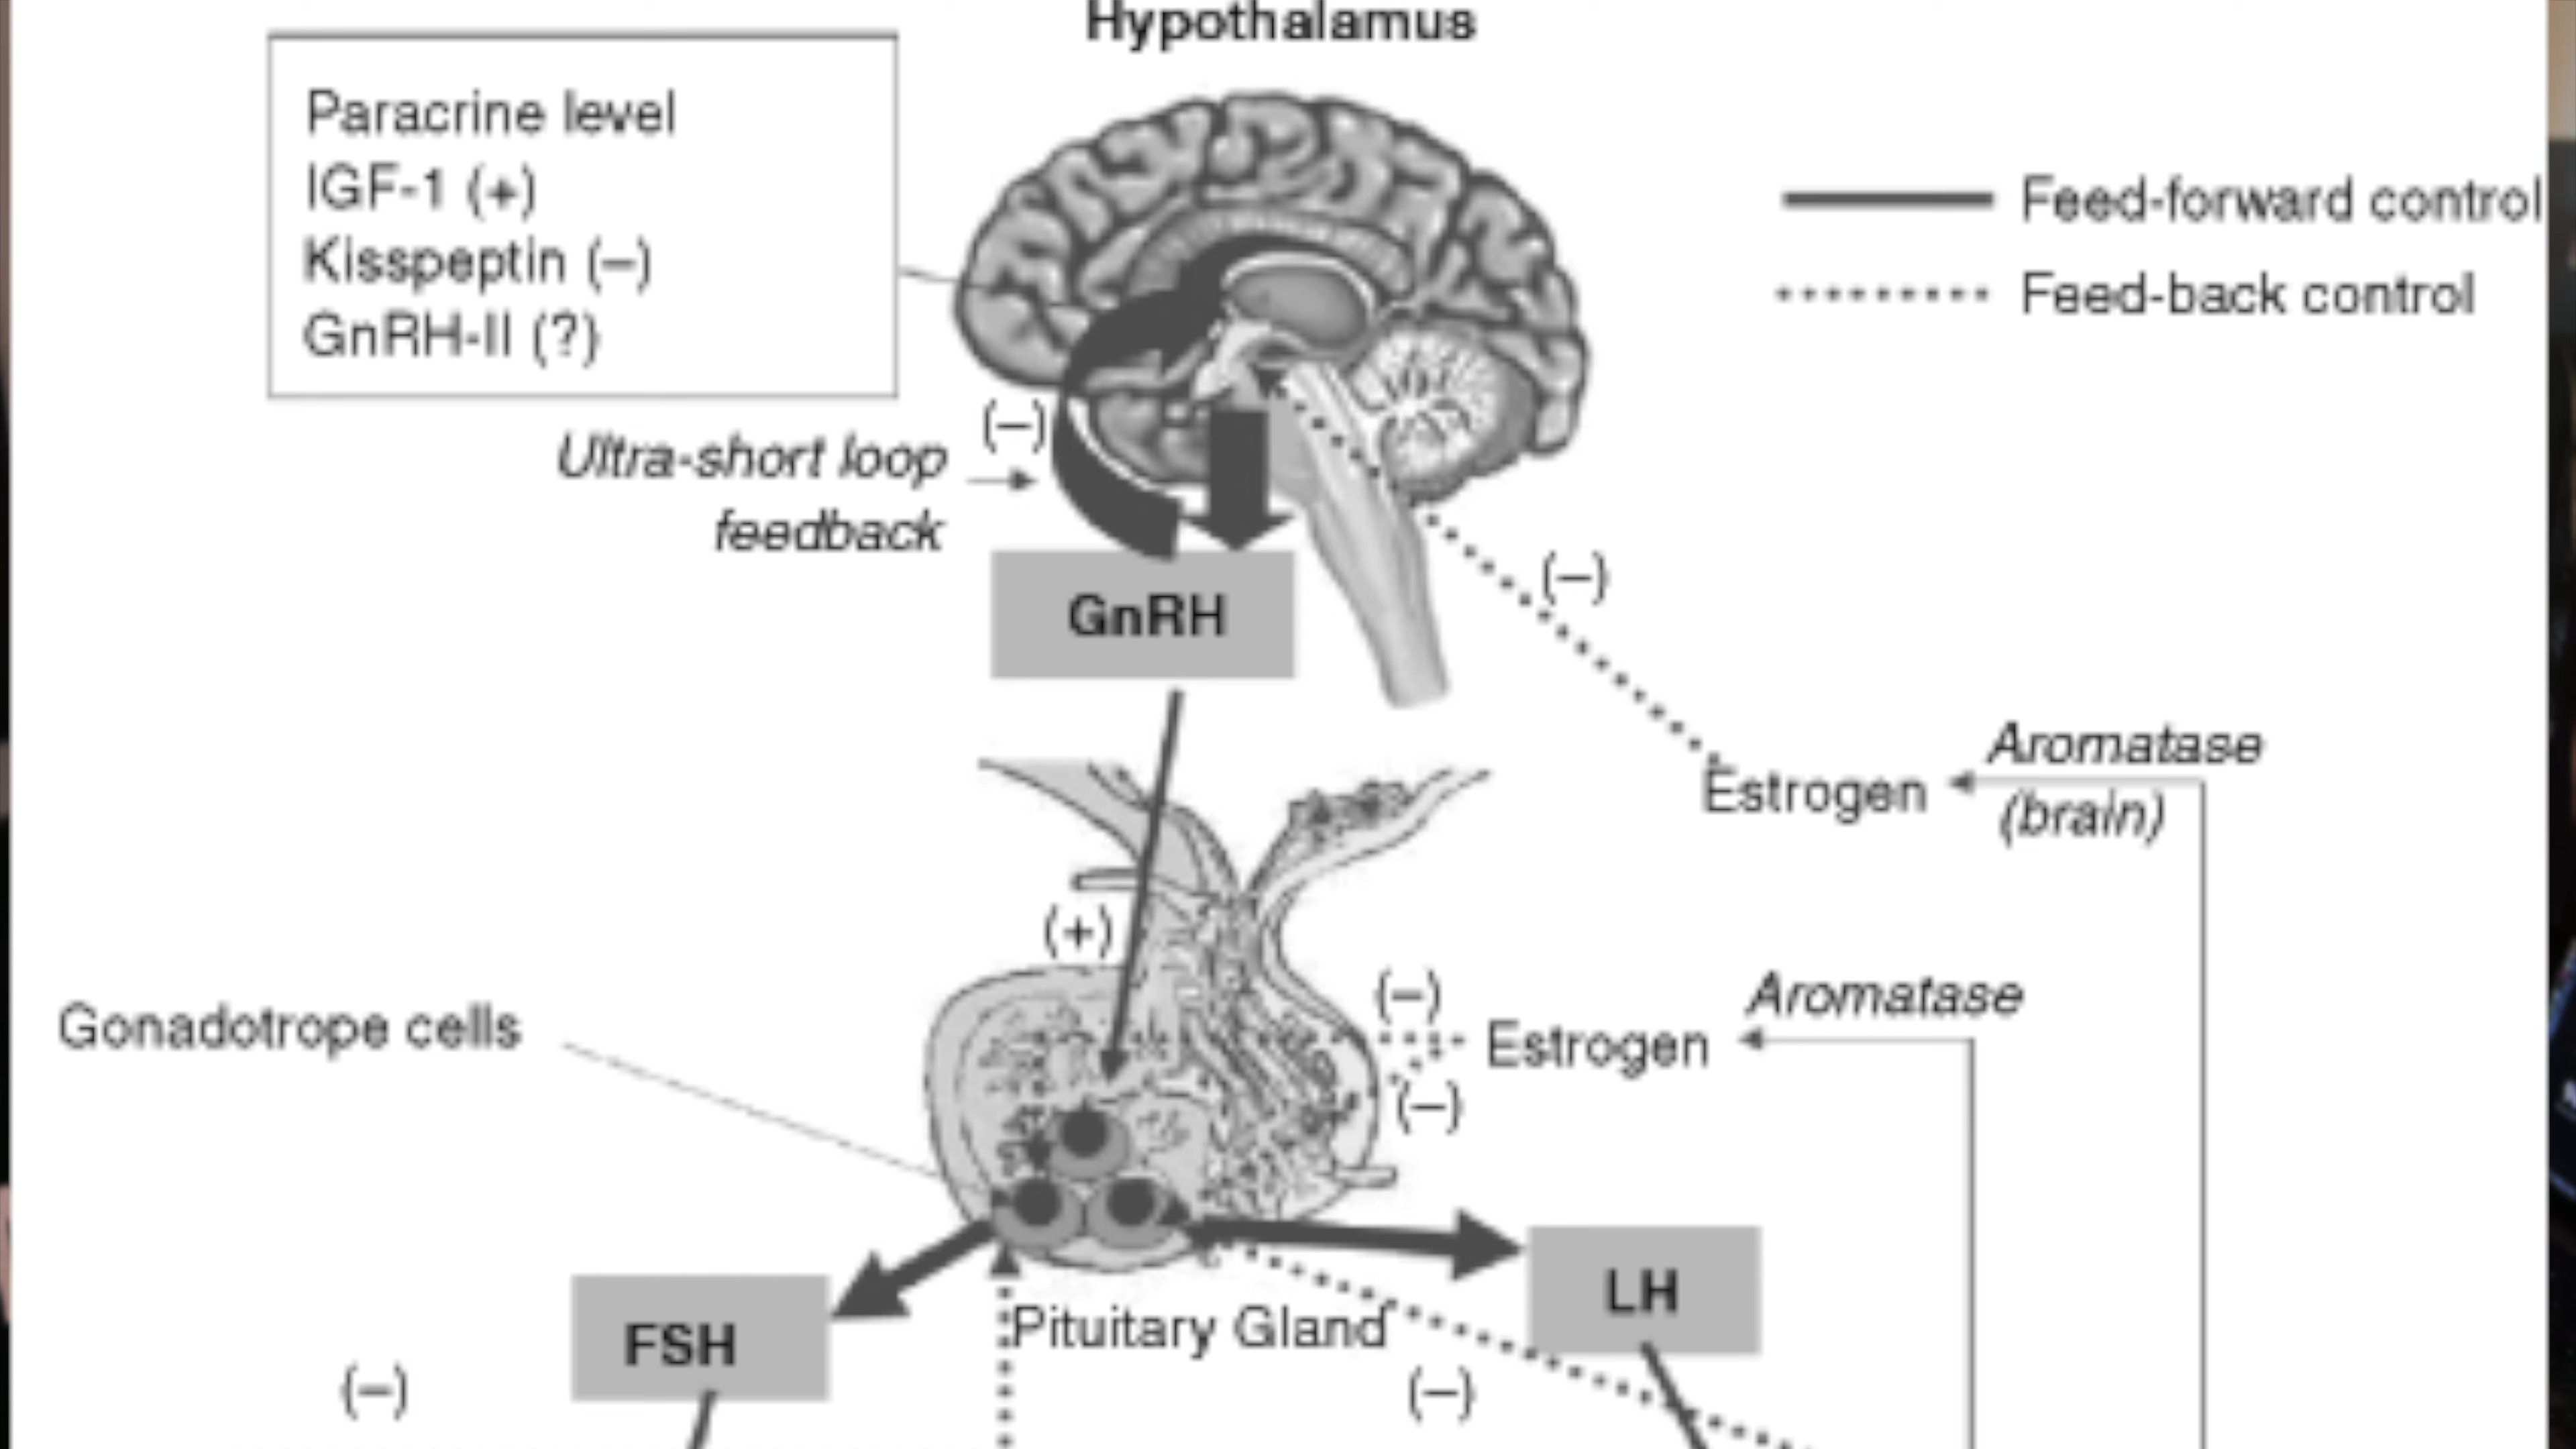 Hypothalamus
Paracrine level
IGF-1 (+)
Kisspeptin (–)
GnRH-II (?)
Feed-forward control
Feed-back control
(–)
Ultra-short loop
feedback
GnRH
(–)
Aromatase
Estrogen
(brain)
(+)
(–)
Aromatase
Gonadotrope cells
Estrogen
(–)
LH
Pituitary Gland
FSH
(–)
(–)